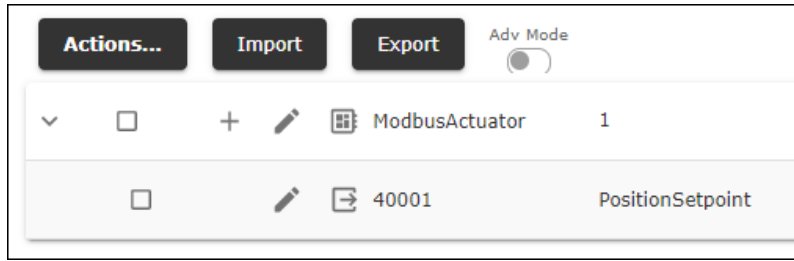 Actions... Import Export Adv Mode
ModbusActuator 1
40001 PositionSetpoint